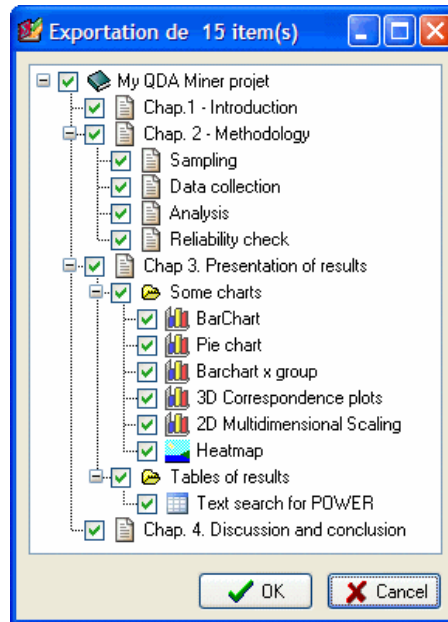 Exportation de 15 item(s)
My QDA Miner projet
Chap.1 - Introduction
Chap. 2 - Methodology
Sampling
Data collection
Analysis
Reliability check
Chap 3. Presentation of results
Some charts
BarChart
Pie chart
Barchart x group
3D Correspondence plots
2D Multidimensional Scaling
Heatmap
Tables of results
Text search for POWER
Chap. 4. Discussion and conclusion
OK
Cancel